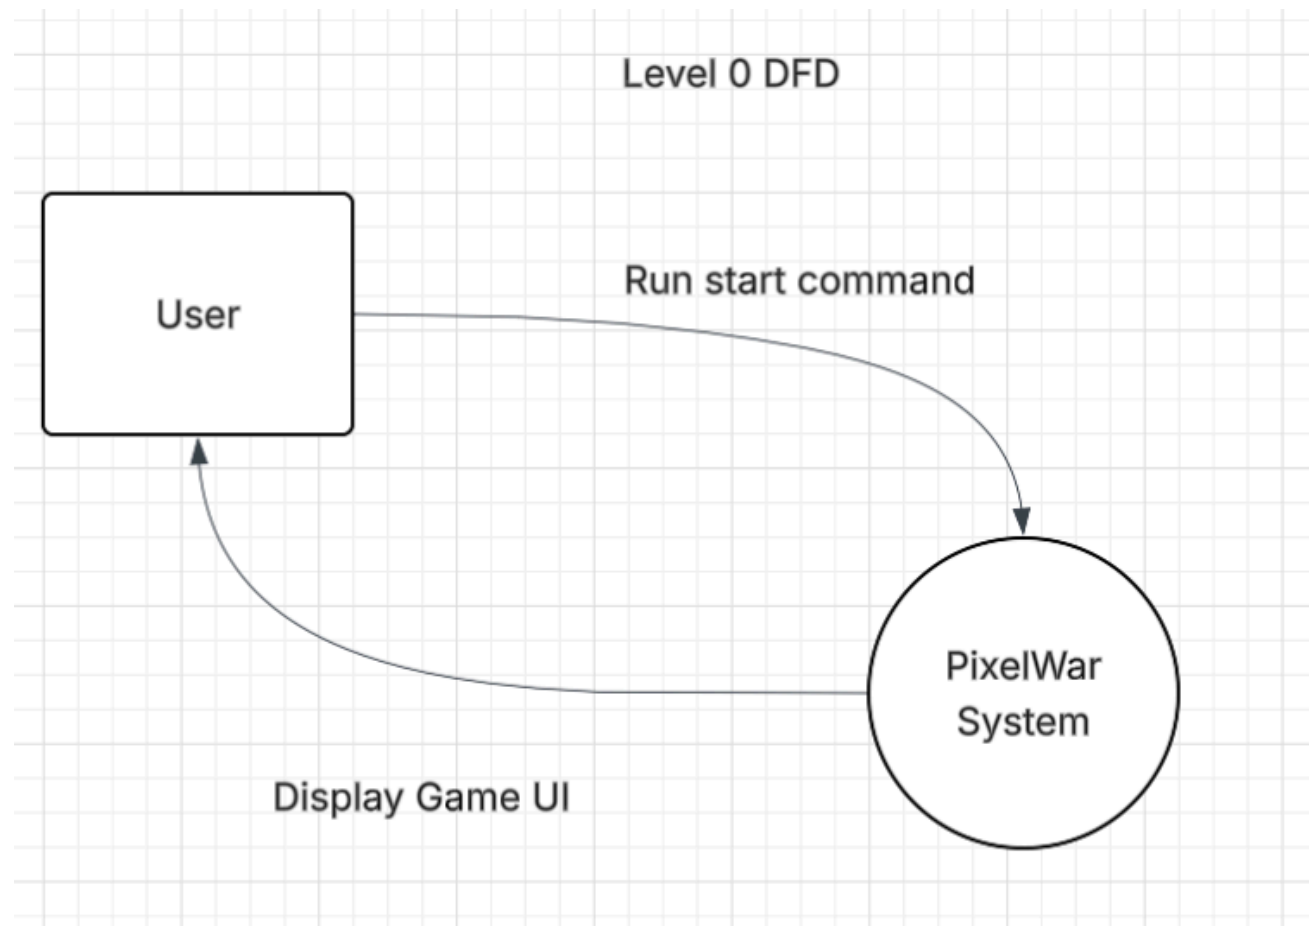 Level 0 DFD
User
Run start command
PixelWar
System
Display Game UI